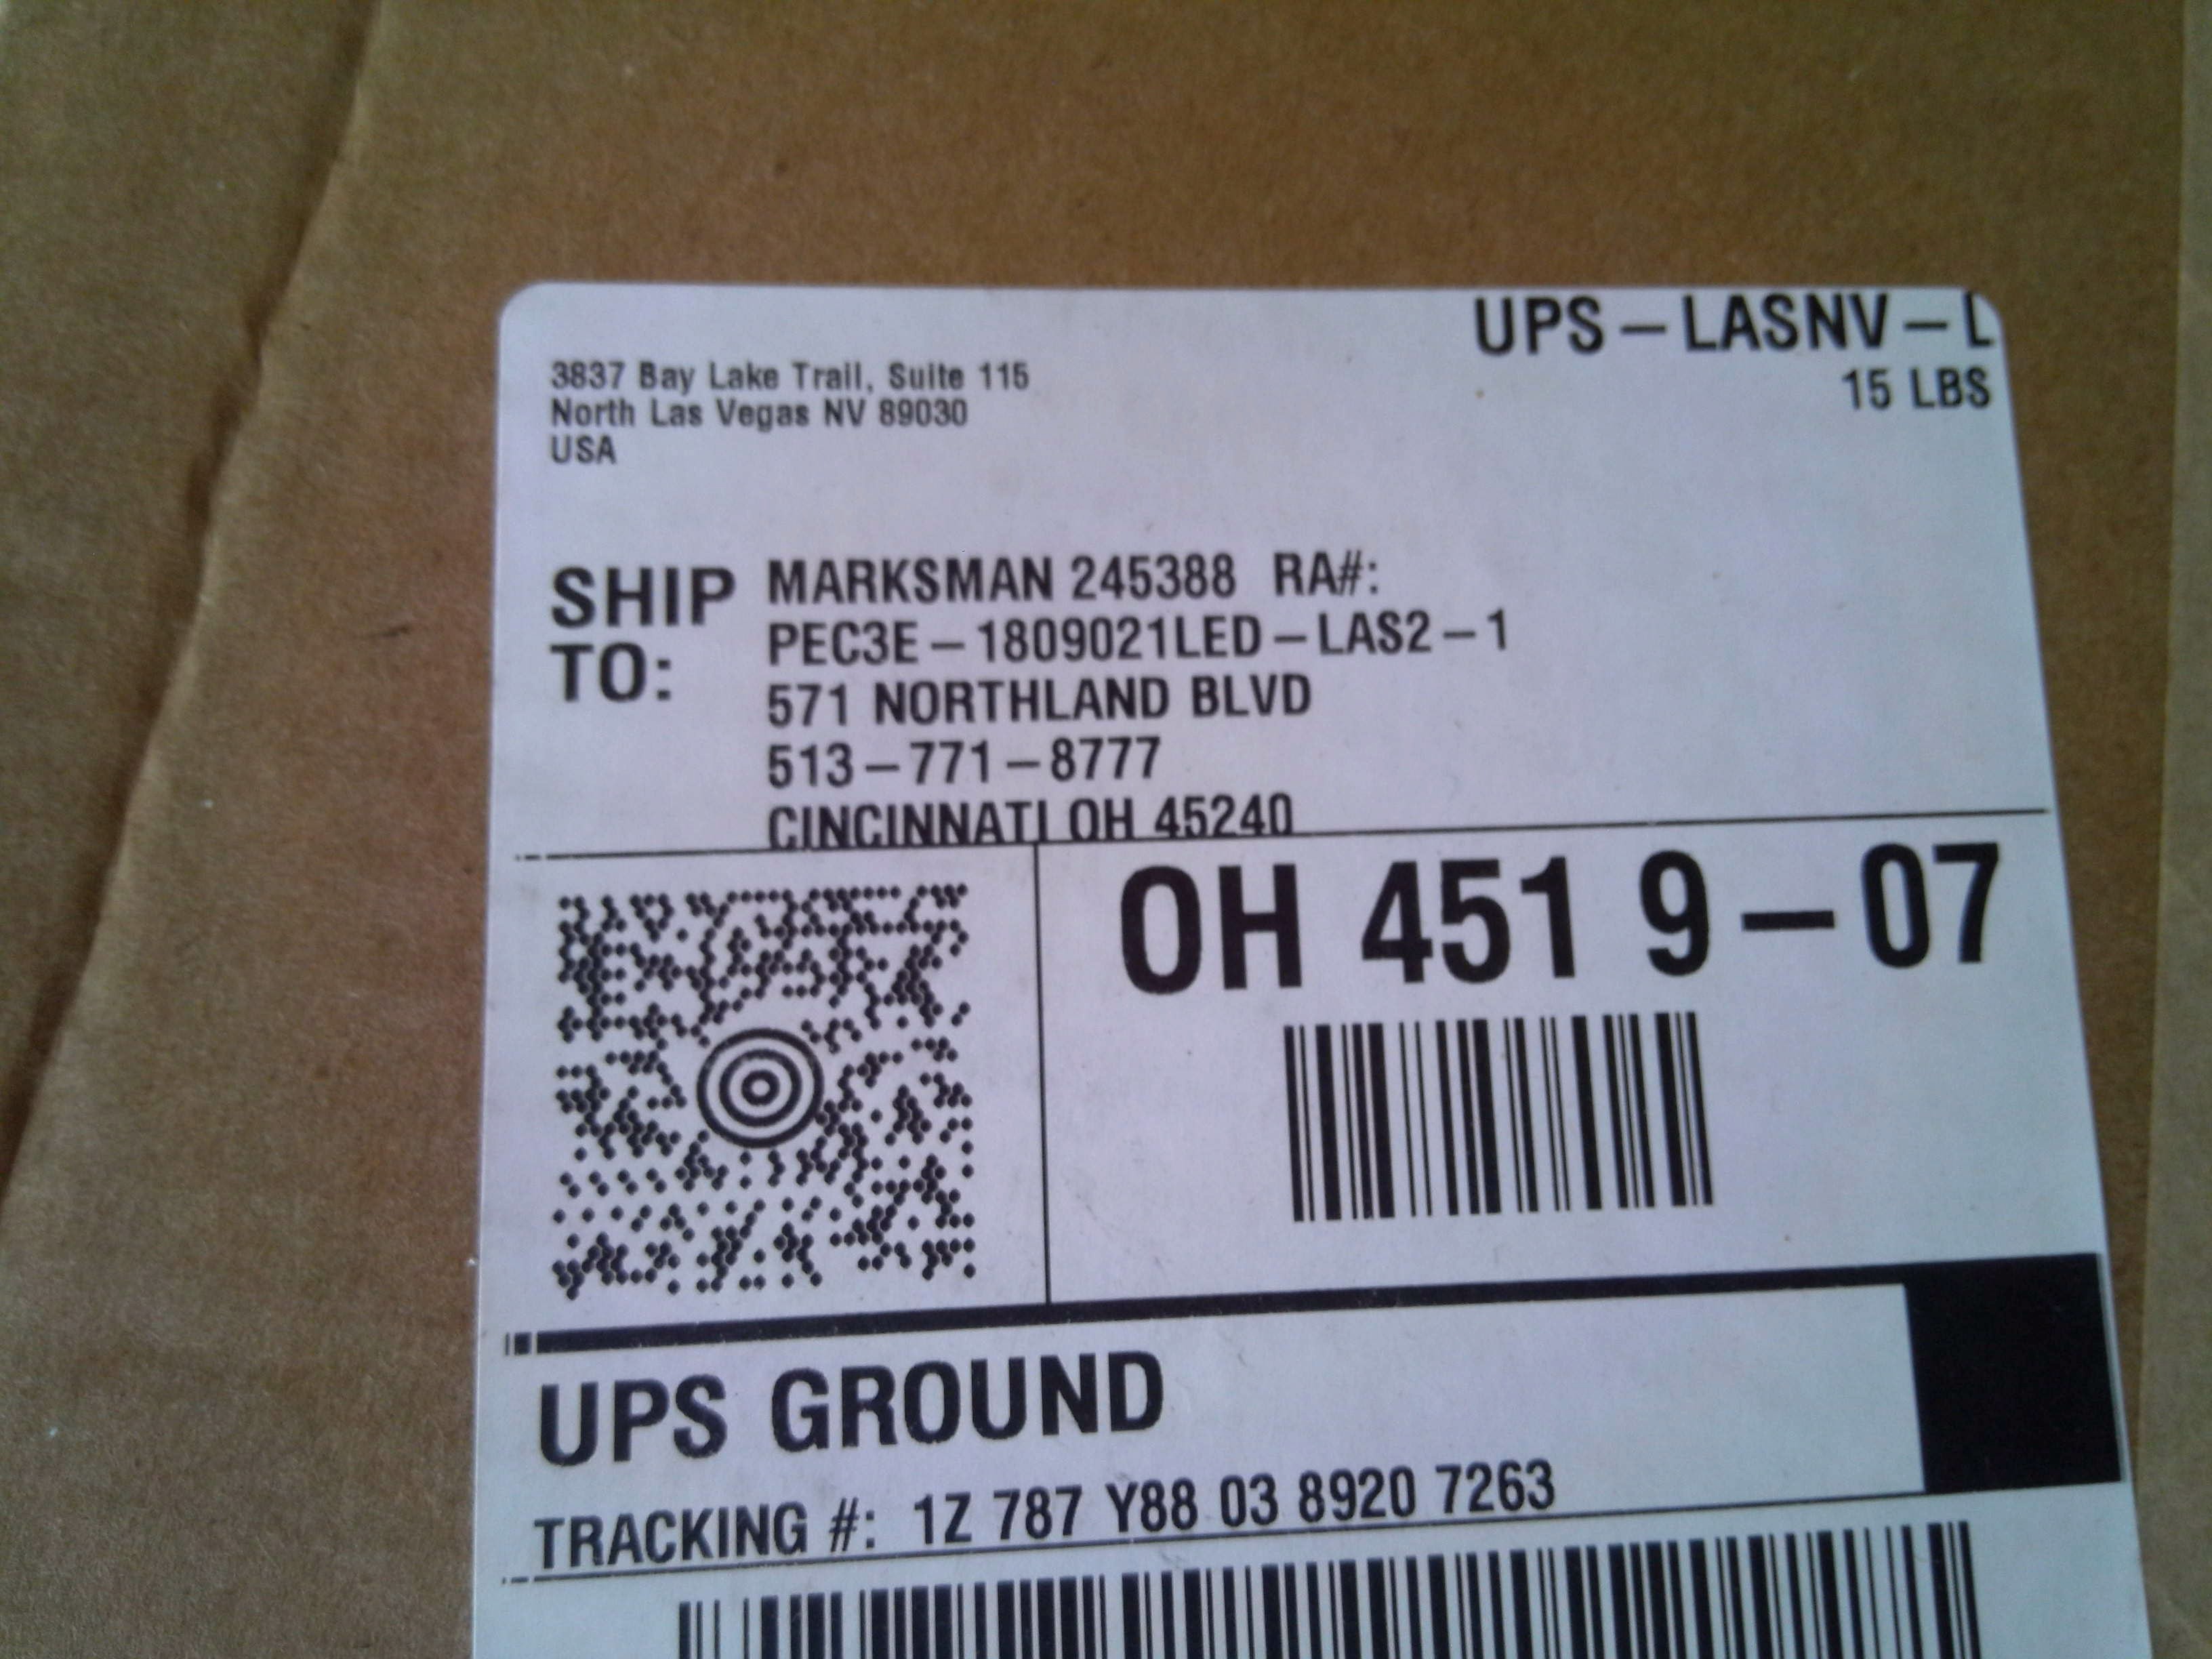 UPS - LASNV - L
15 LBS
3837 Bay Lake Trail, Suite 115
North Las Vegas NV 89030
USA
SHIP TO:
MARKSMAN 245388 RA#:
PEC3E - 1809021LED - LAS2 - 1
571 NORTHLAND BLVD
513 - 771 - 8777
CINCINNATI OH 45240
OH 451 9 - 07
UPS GROUND
TRACKING #: 1Z 787 Y88 03 8920 7263